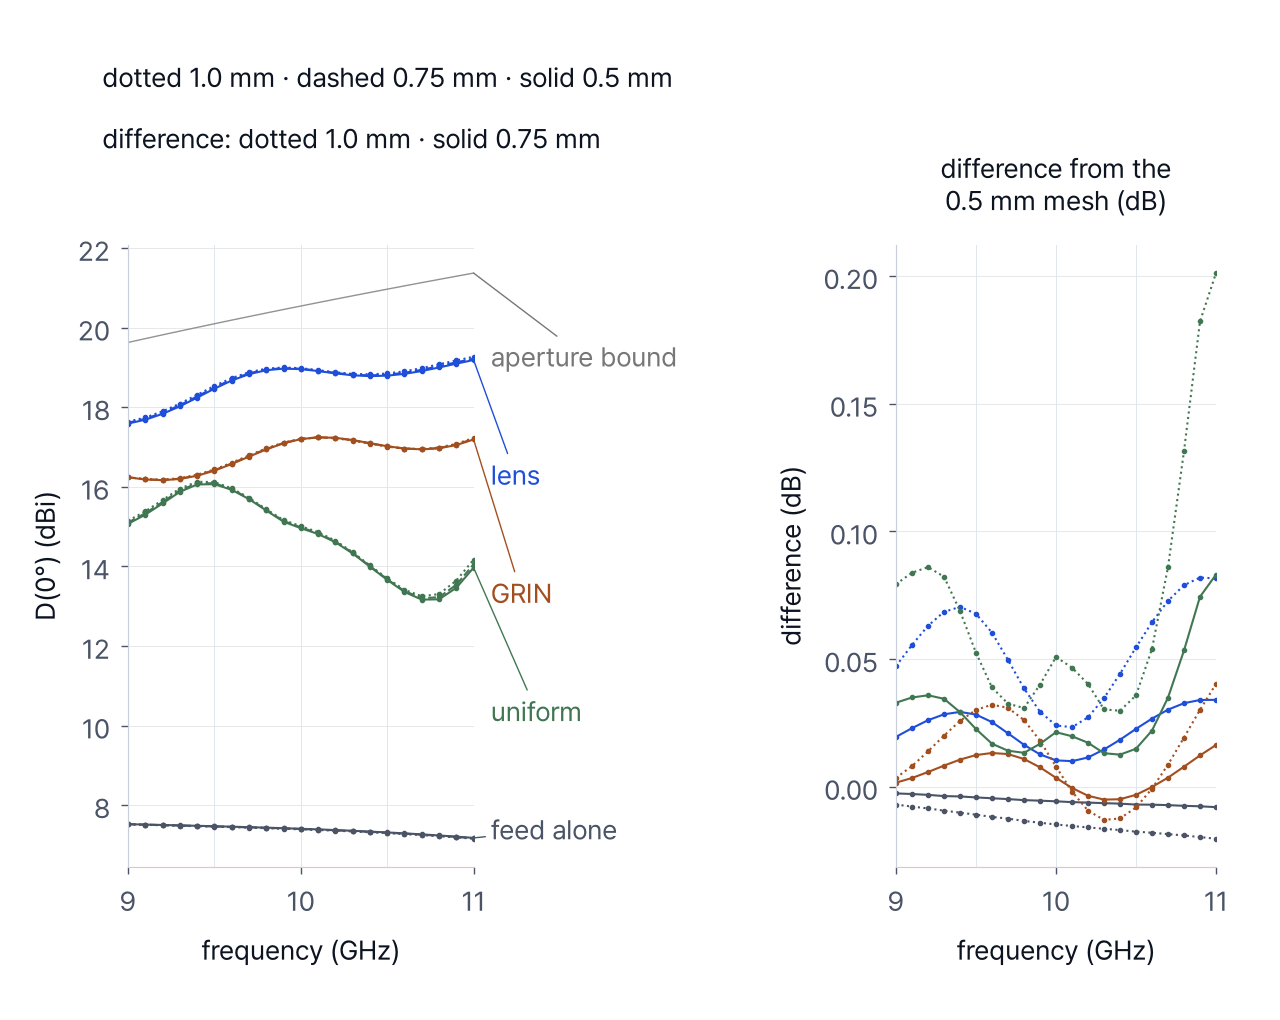 dotted 1.0 mm · dashed 0.75 mm · solid 0.5 mm
difference: dotted 1.0 mm · solid 0.75 mm
D(0°) (dBi)
22
20
18
16
14
12
10
8
aperture bound
lens
GRIN
uniform
feed alone
9
10
11
frequency (GHz)
difference from the
0.5 mm mesh (dB)
difference (dB)
0.20
0.15
0.10
0.05
0.00
9
10
11
frequency (GHz)